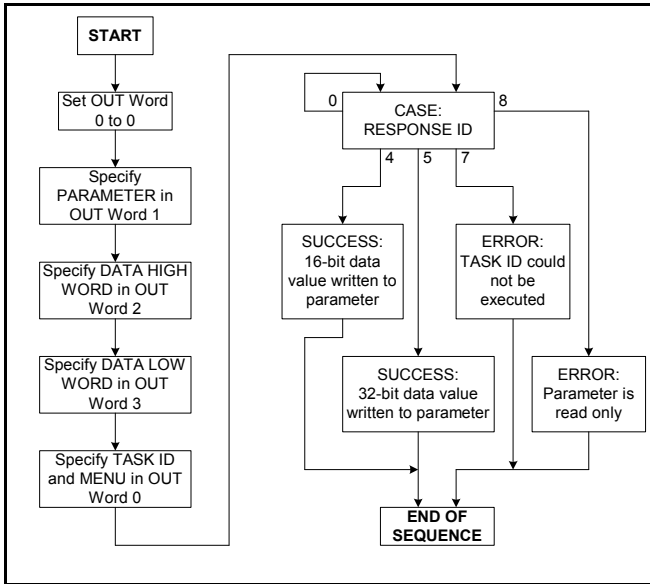 START
Set OUT Word
0 to 0
Specify
PARAMETER in
OUT Word 1
Specify DATA HIGH
WORD in OUT
Word 2
Specify DATA LOW
WORD in OUT
Word 3
Specify TASK ID
and MENU in OUT
Word 0
0
CASE:
RESPONSE ID
8
4
5
7
SUCCESS:
16-bit data
value written to
parameter
ERROR:
TASK ID could
not be
executed
SUCCESS:
32-bit data value
written to parameter
ERROR:
Parameter is
read only
END OF
SEQUENCE